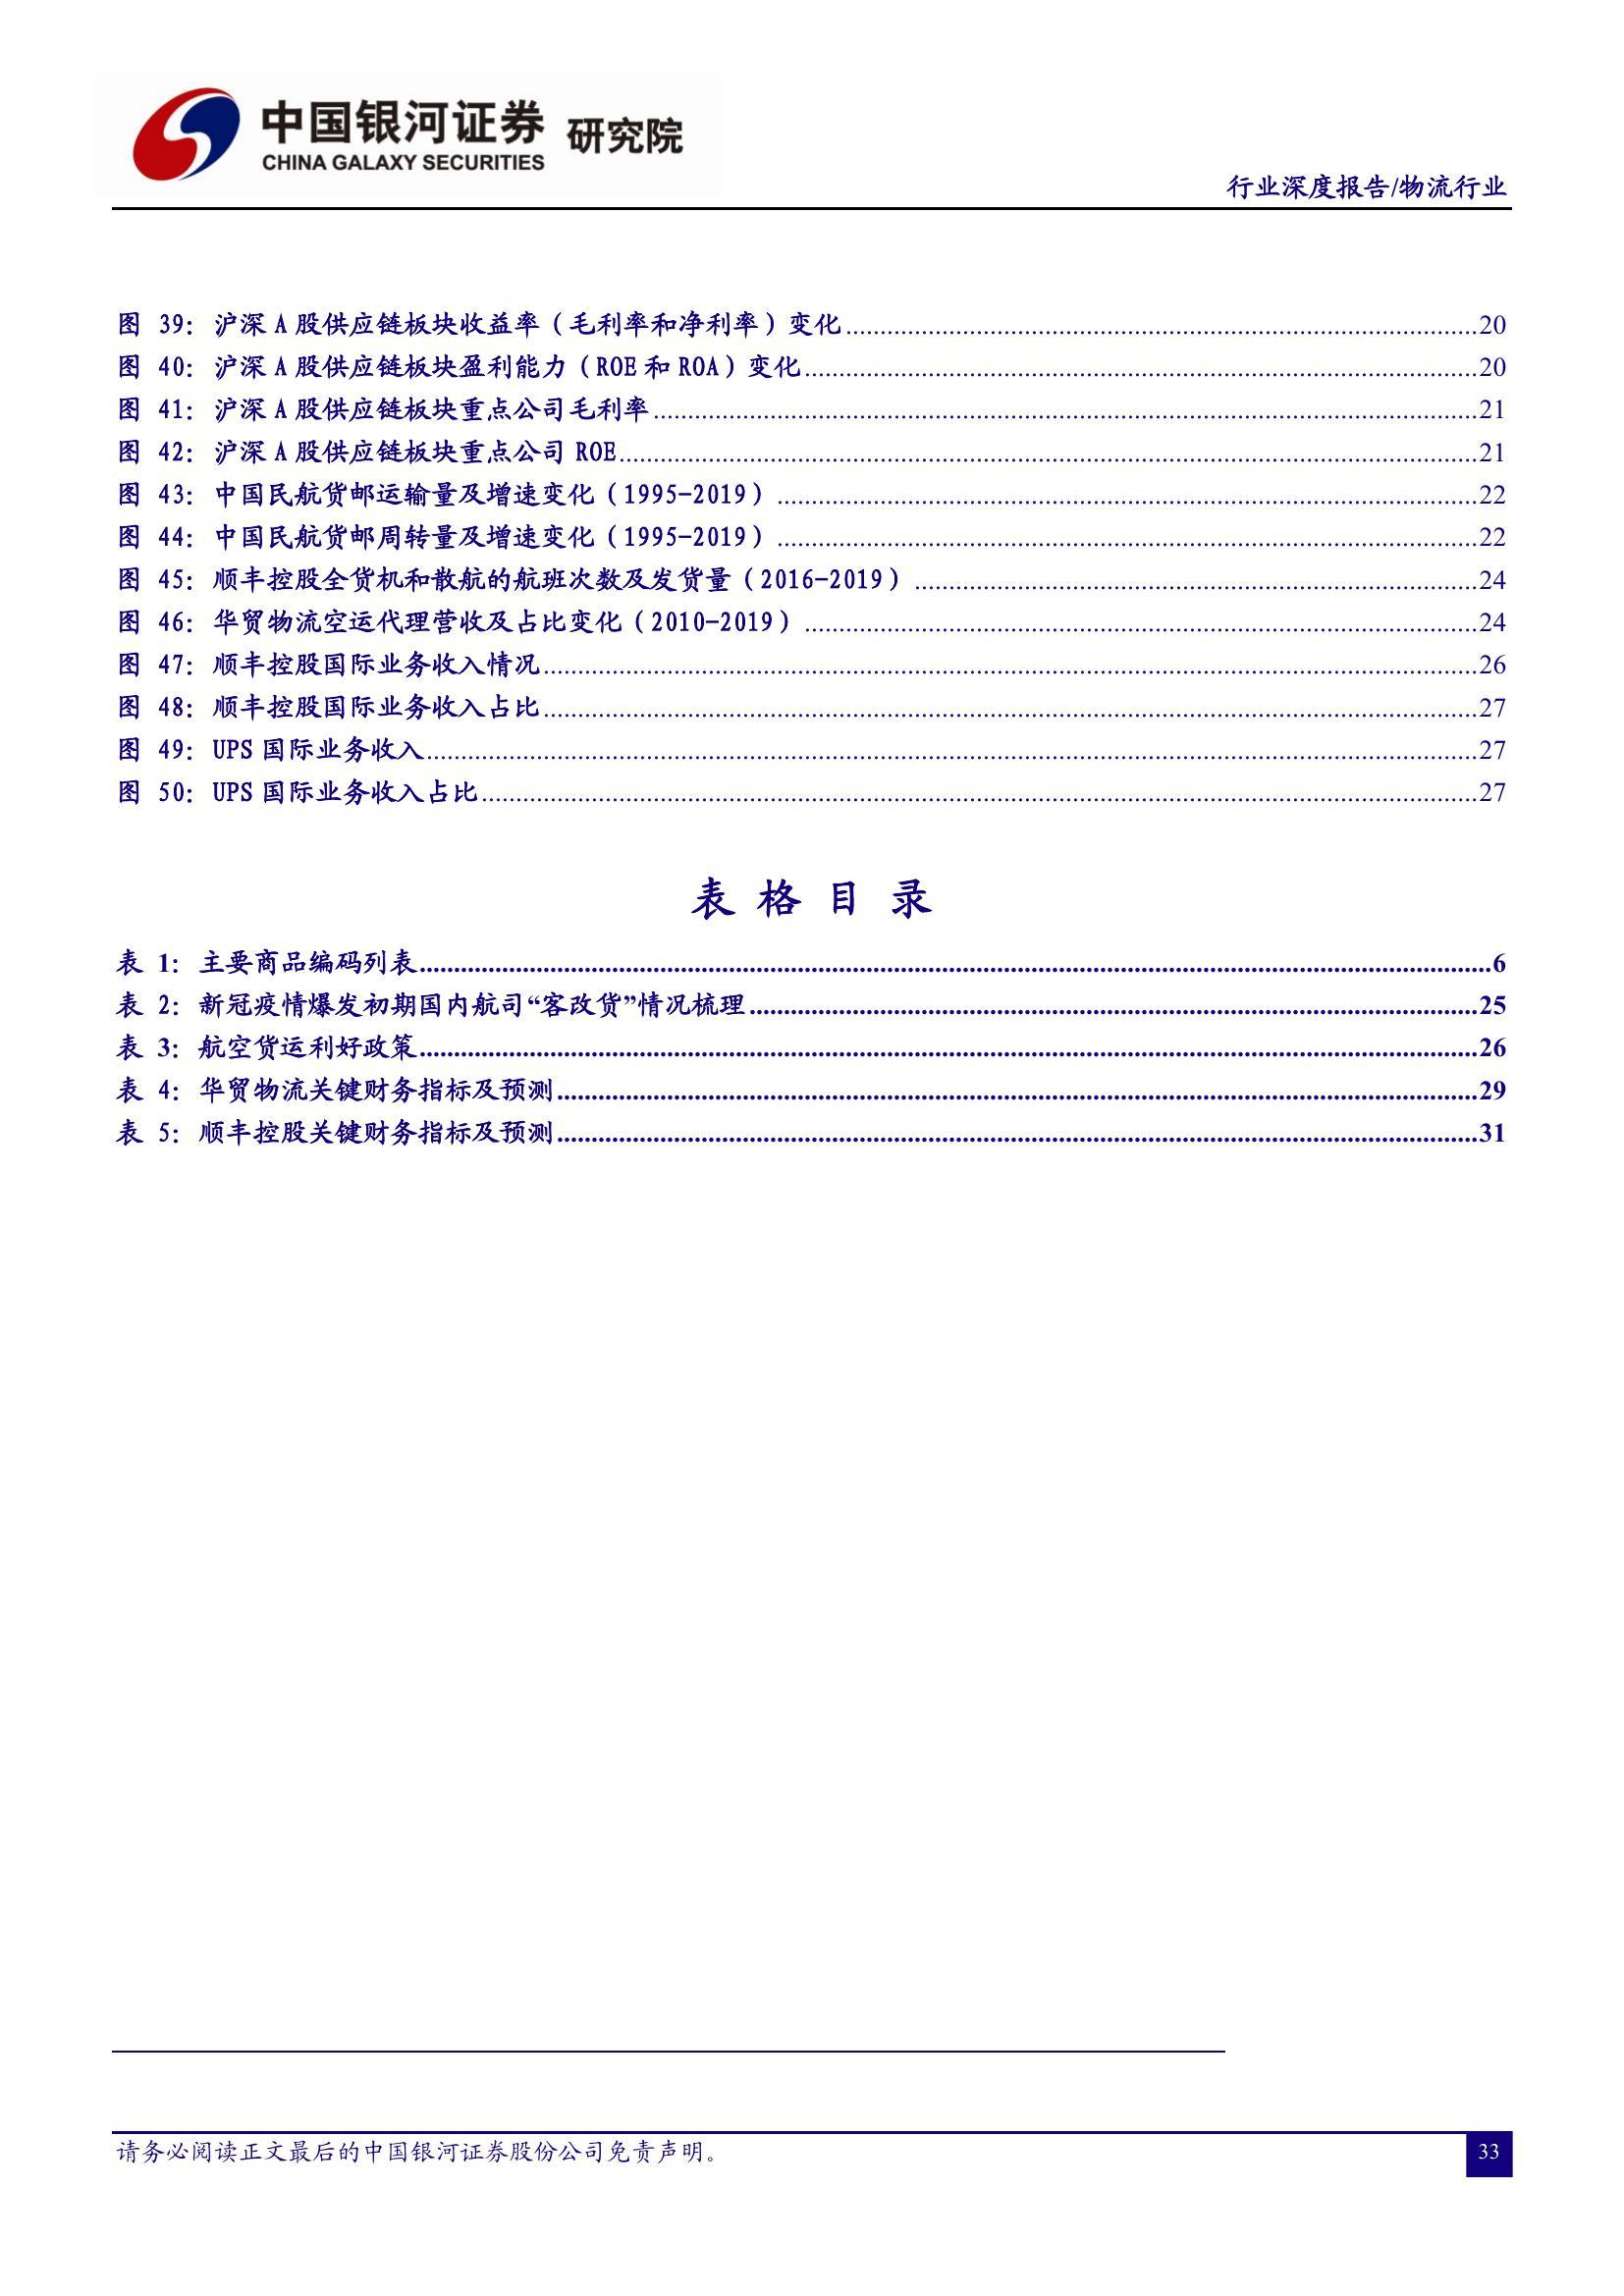 中国银河证券 研究院
CHINA GALAXY SECURITIES
行业深度报告/物流行业
图 39：沪深 A 股供应链板块收益率（毛利率和净利率）变化......20
图 40：沪深 A 股供应链板块盈利能力（ROE 和 ROA）变化......20
图 41：沪深 A 股供应链板块重点公司毛利率......21
图 42：沪深 A 股供应链板块重点公司 ROE......21
图 43：中国民航货邮运输量及增速变化（1995-2019）......22
图 44：中国民航货邮周转量及增速变化（1995-2019）......22
图 45：顺丰控股全货机和散航的航班次数及发货量（2016-2019）......24
图 46：华贸物流空运代理营收及占比变化（2010-2019）......24
图 47：顺丰控股国际业务收入情况......26
图 48：顺丰控股国际业务收入占比......27
图 49：UPS 国际业务收入......27
图 50：UPS 国际业务收入占比......27
表 格 目 录
表 1：主要商品编码列表......6
表 2：新冠疫情爆发初期国内航司“客改货”情况梳理......25
表 3：航空货运利好政策......26
表 4：华贸物流关键财务指标及预测......29
表 5：顺丰控股关键财务指标及预测......31
请务必阅读正文最后的中国银河证券股份公司免责声明。
33